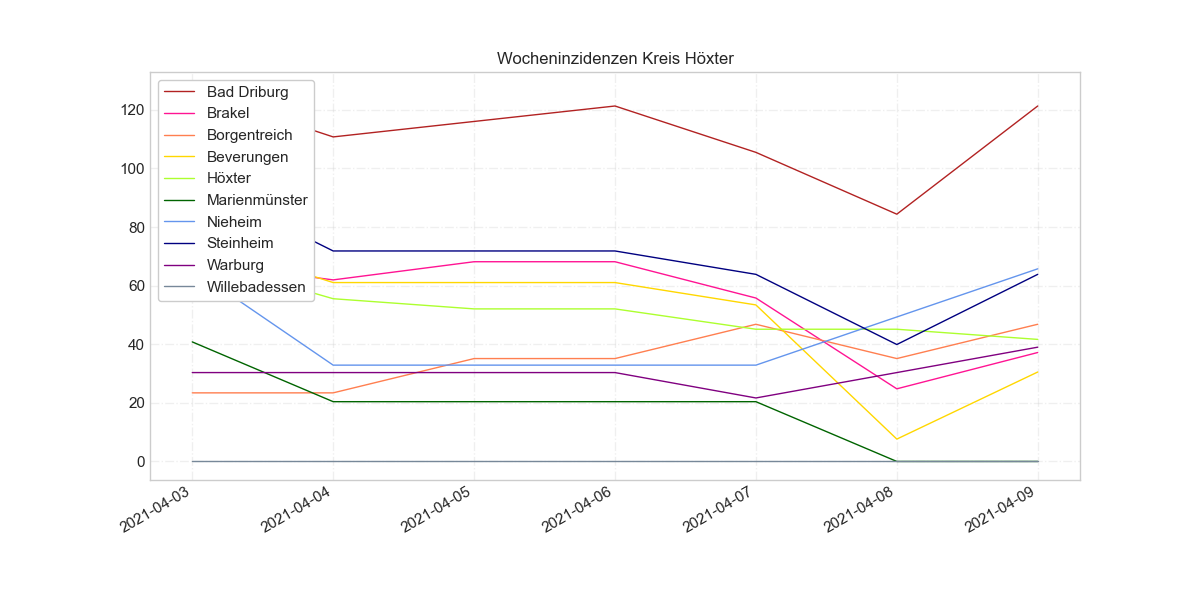 Wocheninzidenzen Kreis Höxter
Bad Driburg
Brakel
Borgentreich
Beverungen
Höxter
Marienmünster
Nieheim
Steinheim
Warburg
Willebadessen
120
100
80
60
40
20
0
2021-04-03
2021-04-04
2021-04-05
2021-04-06
2021-04-07
2021-04-08
2021-04-09